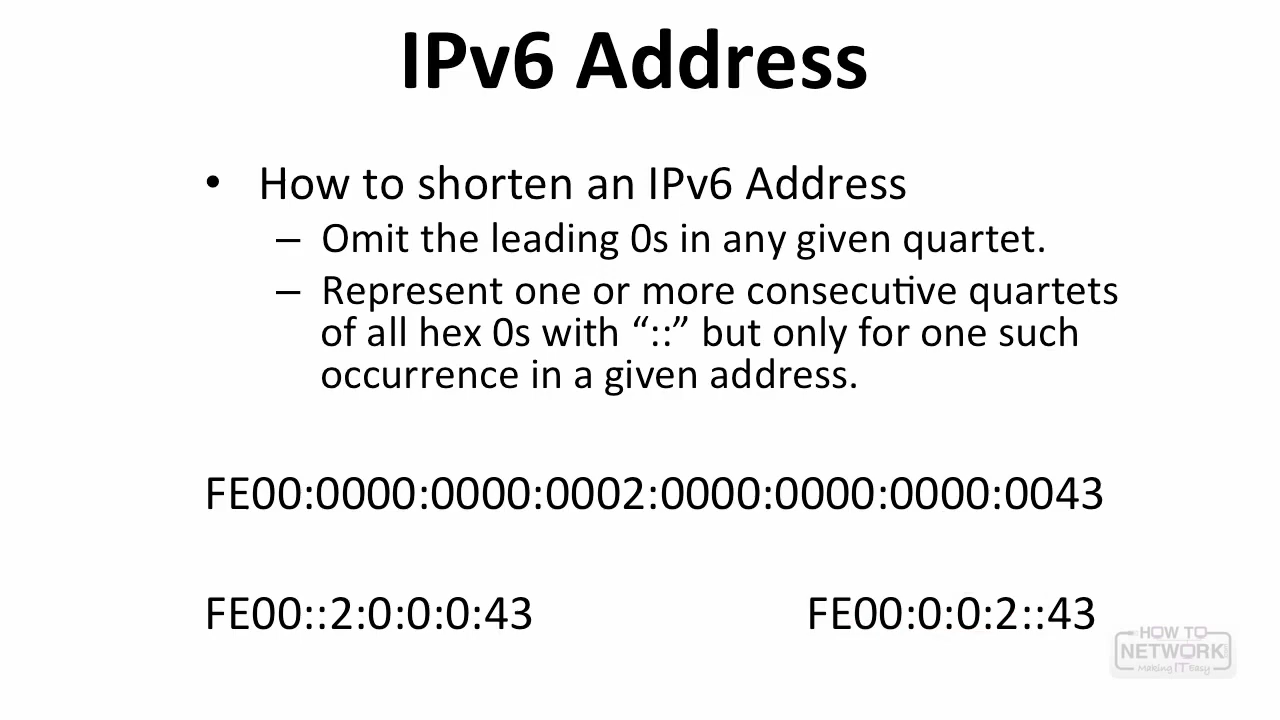 IPv6 Address
• How to shorten an IPv6 Address
– Omit the leading 0s in any given quartet.
– Represent one or more consecutive quartets
of all hex 0s with “::” but only for one such
occurrence in a given address.
FE00:0000:0000:0002:0000:0000:0000:0043
FE00::2:0:0:0:43
FE00:0:0:2::43
HOW TO
NETWORK
Making IT Easy